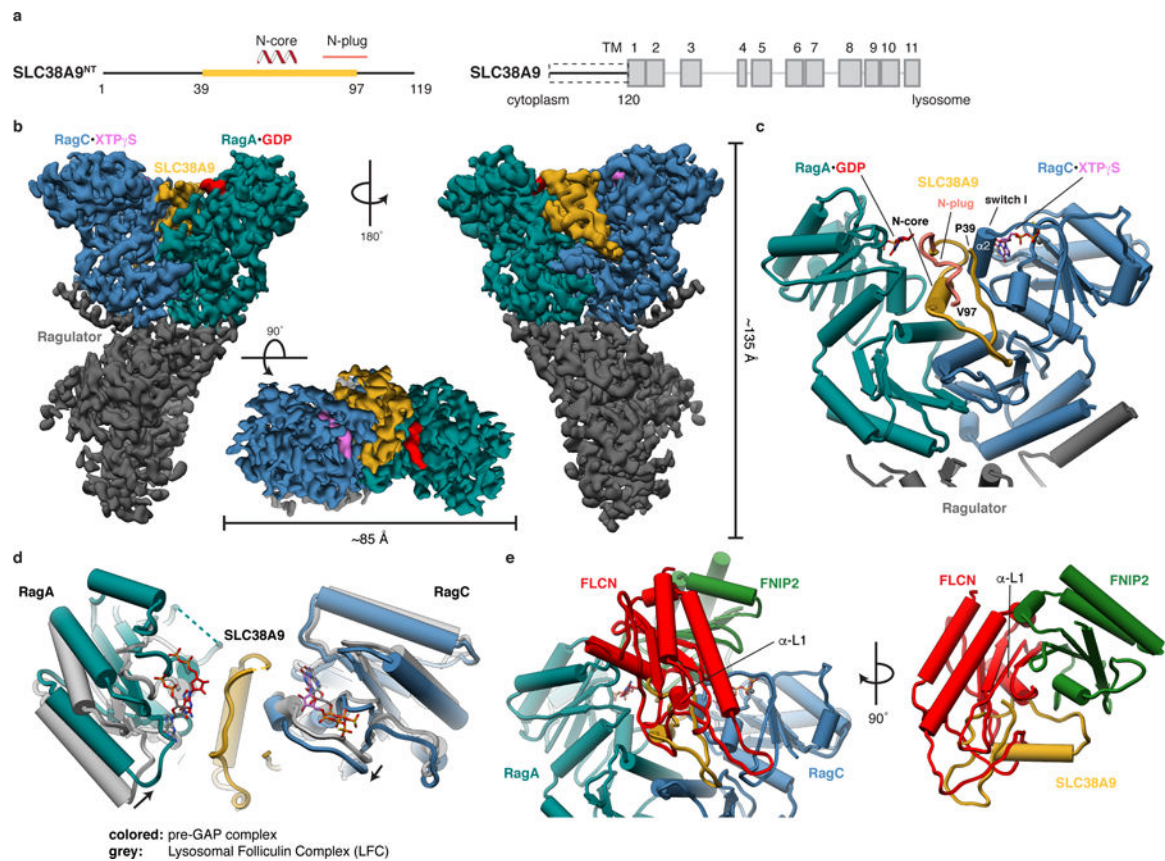 a
N-core N-plug
SLC38A9NT
1 39 97 119
TM 1 2 3 4 5 6 7 8 9 10 11
SLC38A9
cytoplasm 120 lysosome
b
RagC•XTPγS RagA•GDP
SLC38A9
180°
Ragulator
90°
~85 Å
~135 Å
c
RagA•GDP RagC•XTPγS
SLC38A9
N-plug switch I
N-core P39
α2
V97
Ragulator
d
RagA RagC
SLC38A9
colored: pre-GAP complex
grey: Lysosomal Folliculin Complex (LFC)
e
FLCN FNIP2
α-L1
RagA RagC
90°
FLCN α-L1 FNIP2
SLC38A9